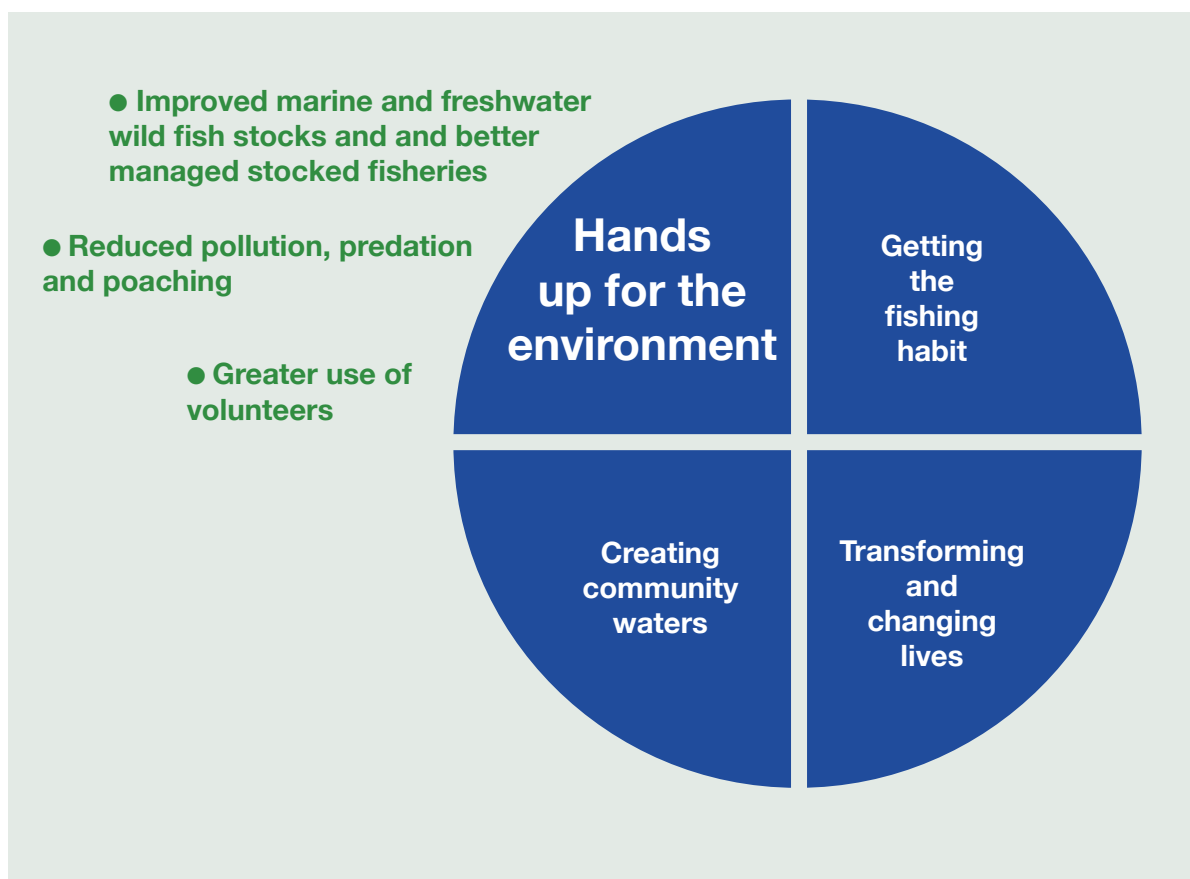 ● Improved marine and freshwater
wild fish stocks and and better
managed stocked fisheries
● Reduced pollution, predation
and poaching
● Greater use of
volunteers
Hands
up for the
environment
Getting
the
fishing
habit
Creating
community
waters
Transforming
and
changing
lives